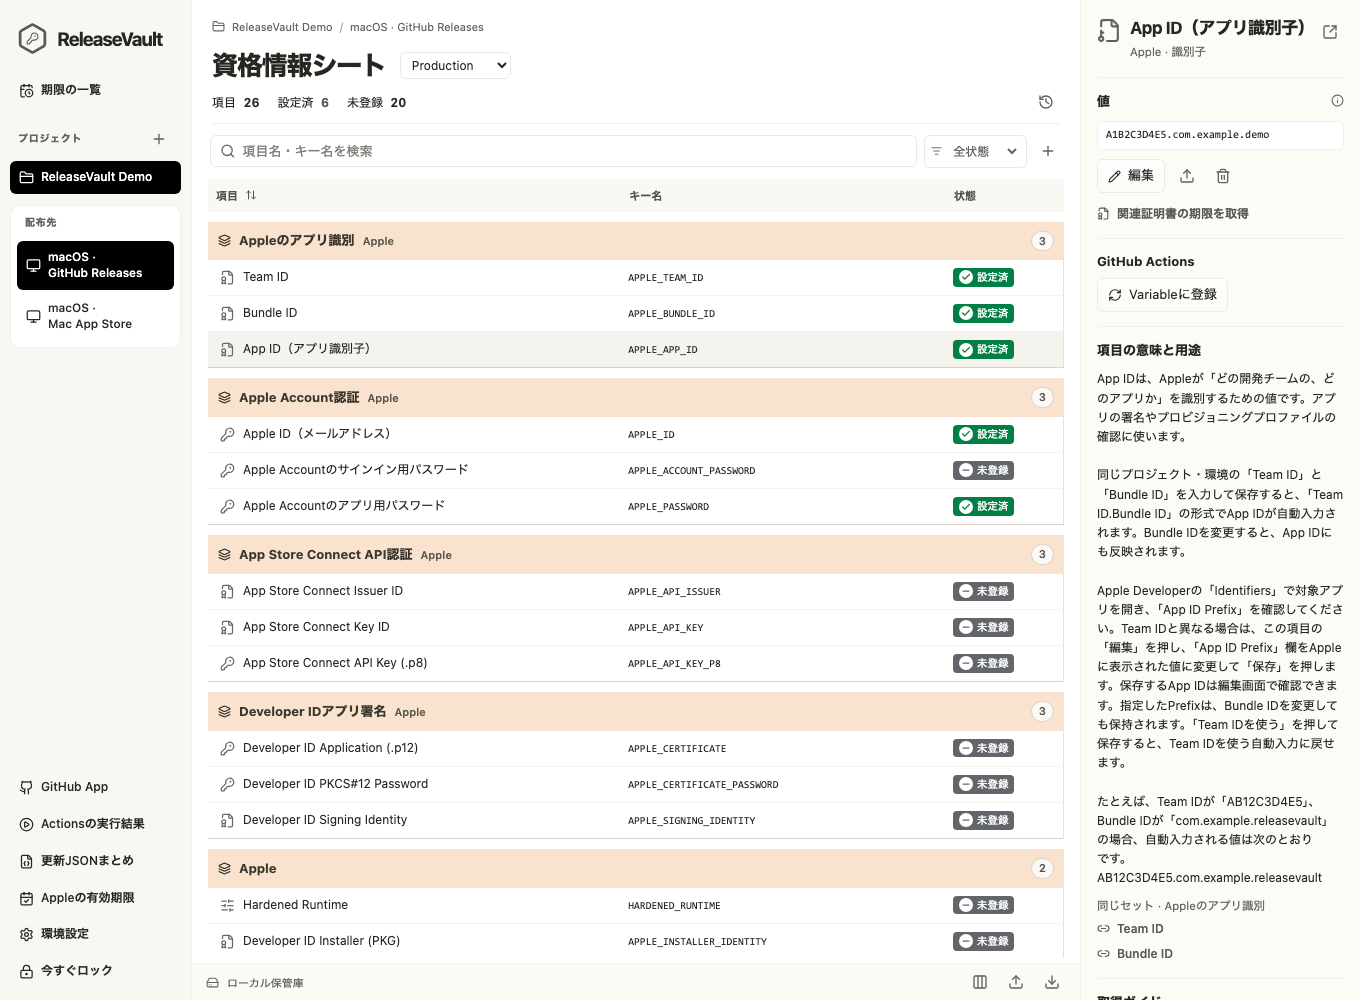 ReleaseVault
期限の一覧
プロジェクト
ReleaseVault Demo
配布先
macOS ·
GitHub Releases
macOS ·
Mac App Store
GitHub App
Actionsの実行結果
更新JSONまとめ
Appleの有効期限
環境設定
今すぐロック
ReleaseVault Demo / macOS · GitHub Releases
資格情報シート Production
項目 26 設定済 6 未登録 20
項目名・キー名を検索 全状態
項目 キー名 状態
Appleのアプリ識別 Apple 3
Team ID APPLE_TEAM_ID 設定済
Bundle ID APPLE_BUNDLE_ID 設定済
App ID（アプリ識別子） APPLE_APP_ID 設定済
Apple Account認証 Apple 3
Apple ID（メールアドレス） APPLE_ID 設定済
Apple Accountのサインイン用パスワード APPLE_ACCOUNT_PASSWORD 未登録
Apple Accountのアプリ用パスワード APPLE_PASSWORD 設定済
App Store Connect API認証 Apple 3
App Store Connect Issuer ID APPLE_API_ISSUER 未登録
App Store Connect Key ID APPLE_API_KEY 未登録
App Store Connect API Key (.p8) APPLE_API_KEY_P8 未登録
Developer IDアプリ署名 Apple 3
Developer ID Application (.p12) APPLE_CERTIFICATE 未登録
Developer ID PKCS#12 Password APPLE_CERTIFICATE_PASSWORD 未登録
Developer ID Signing Identity APPLE_SIGNING_IDENTITY 未登録
Apple 2
Hardened Runtime HARDENED_RUNTIME 未登録
Developer ID Installer (PKG) APPLE_INSTALLER_IDENTITY 未登録
ローカル保管庫
App ID（アプリ識別子）
Apple · 識別子
値
A1B2C3D4E5.com.example.demo
編集
関連証明書の期限を取得
GitHub Actions
Variableに登録
項目の意味と用途
App IDは、Appleが「どの開発チームの、ど
のアプリか」を識別するための値です。アプ
リの署名やプロビジョニングプロファイルの
確認に使います。
同じプロジェクト・環境の「Team ID」と
「Bundle ID」を入力して保存すると、「Team
ID.Bundle ID」の形式でApp IDが自動入力さ
れます。Bundle IDを変更すると、App IDに
も反映されます。
Apple Developerの「Identifiers」で対象アプ
リを開き、「App ID Prefix」を確認してくださ
い。Team IDと異なる場合は、この項目の
「編集」を押し、「App ID Prefix」欄をApple
に表示された値に変更して「保存」を押しま
す。保存するApp IDは編集画面で確認できま
す。指定したPrefixは、Bundle IDを変更して
も保持されます。「Team IDを使う」を押して
保存すると、Team IDを使う自動入力に戻せ
ます。
たとえば、Team IDが「AB12C3D4E5」、
Bundle IDが「com.example.releasevault」
の場合、自動入力される値は次のとおり
です。
AB12C3D4E5.com.example.releasevault
同じセット · Appleのアプリ識別
Team ID
Bundle ID
取得ガイド